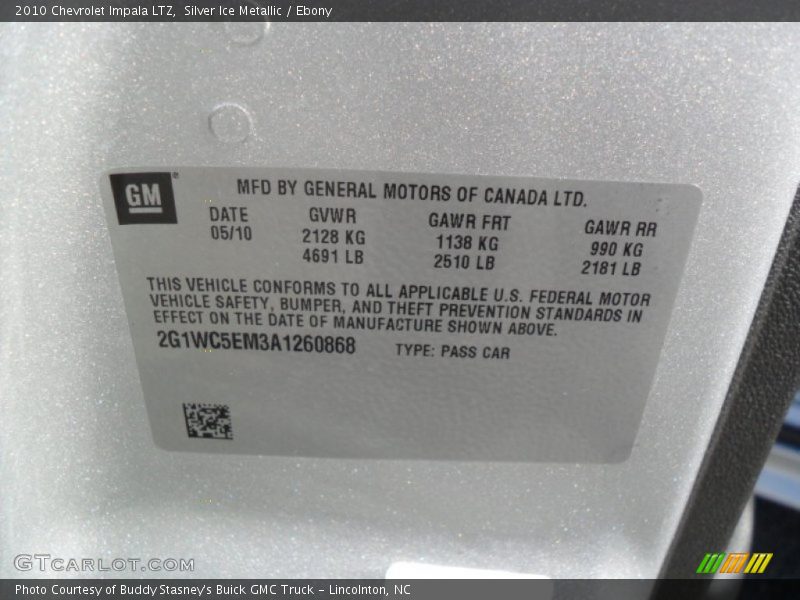 2010 Chevrolet Impala LTZ, Silver Ice Metallic / Ebony
GM®
MFD BY GENERAL MOTORS OF CANADA LTD.
DATE GVWR GAWR FRT GAWR RR
05/10 2128 KG 1138 KG 990 KG
4691 LB 2510 LB 2181 LB
THIS VEHICLE CONFORMS TO ALL APPLICABLE U.S. FEDERAL MOTOR
VEHICLE SAFETY, BUMPER, AND THEFT PREVENTION STANDARDS IN
EFFECT ON THE DATE OF MANUFACTURE SHOWN ABOVE.
2G1WC5EM3A1260868 TYPE: PASS CAR
GTCARLOT.COM
Photo Courtesy of Buddy Stasney's Buick GMC Truck - Lincolnton, NC